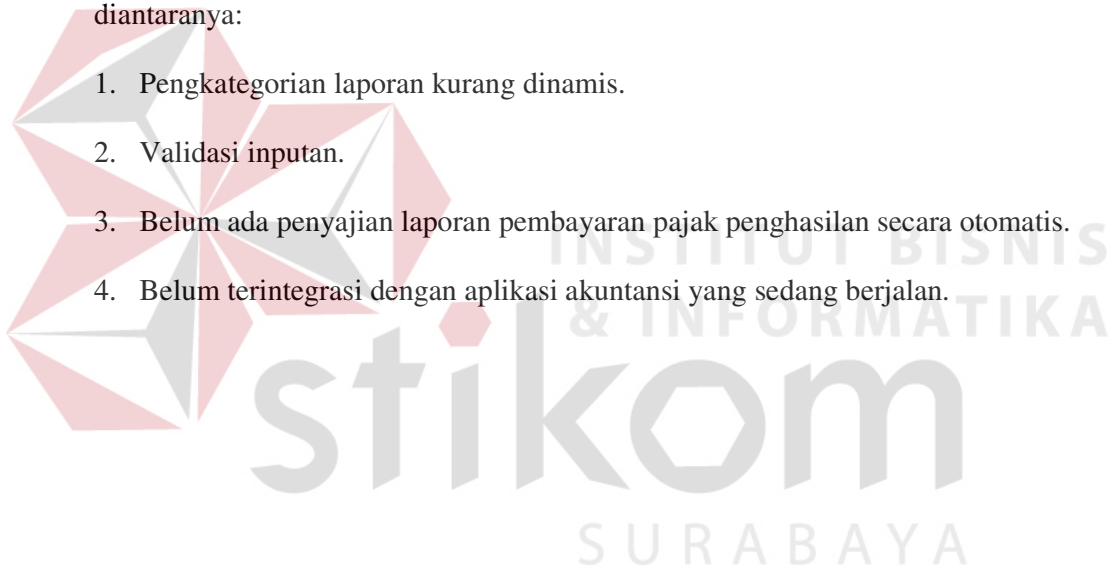 diantaranya:
1. Pengkategorian laporan kurang dinamis.
2. Validasi inputan.
3. Belum ada penyajian laporan pembayaran pajak penghasilan secara otomatis.
4. Belum terintegrasi dengan aplikasi akuntansi yang sedang berjalan.
INSTITUT BISNIS
& INFORMATIKA
stikom
SURABAYA